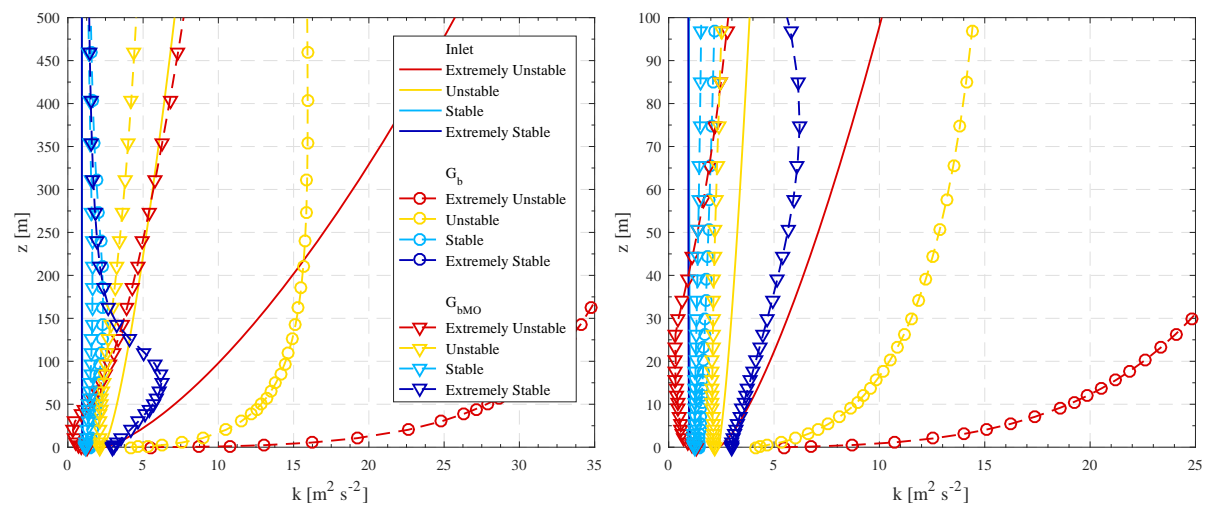 500
450
400
350
300
250
200
150
100
50
0
z [m]
0
5
10
15
20
25
30
35
k [m² s⁻²]
Inlet
Extremely Unstable
Unstable
Stable
Extremely Stable
G_b
Extremely Unstable
Unstable
Stable
Extremely Stable
G_bMO
Extremely Unstable
Unstable
Stable
Extremely Stable
100
90
80
70
60
50
40
30
20
10
0
z [m]
0
5
10
15
20
25
k [m² s⁻²]